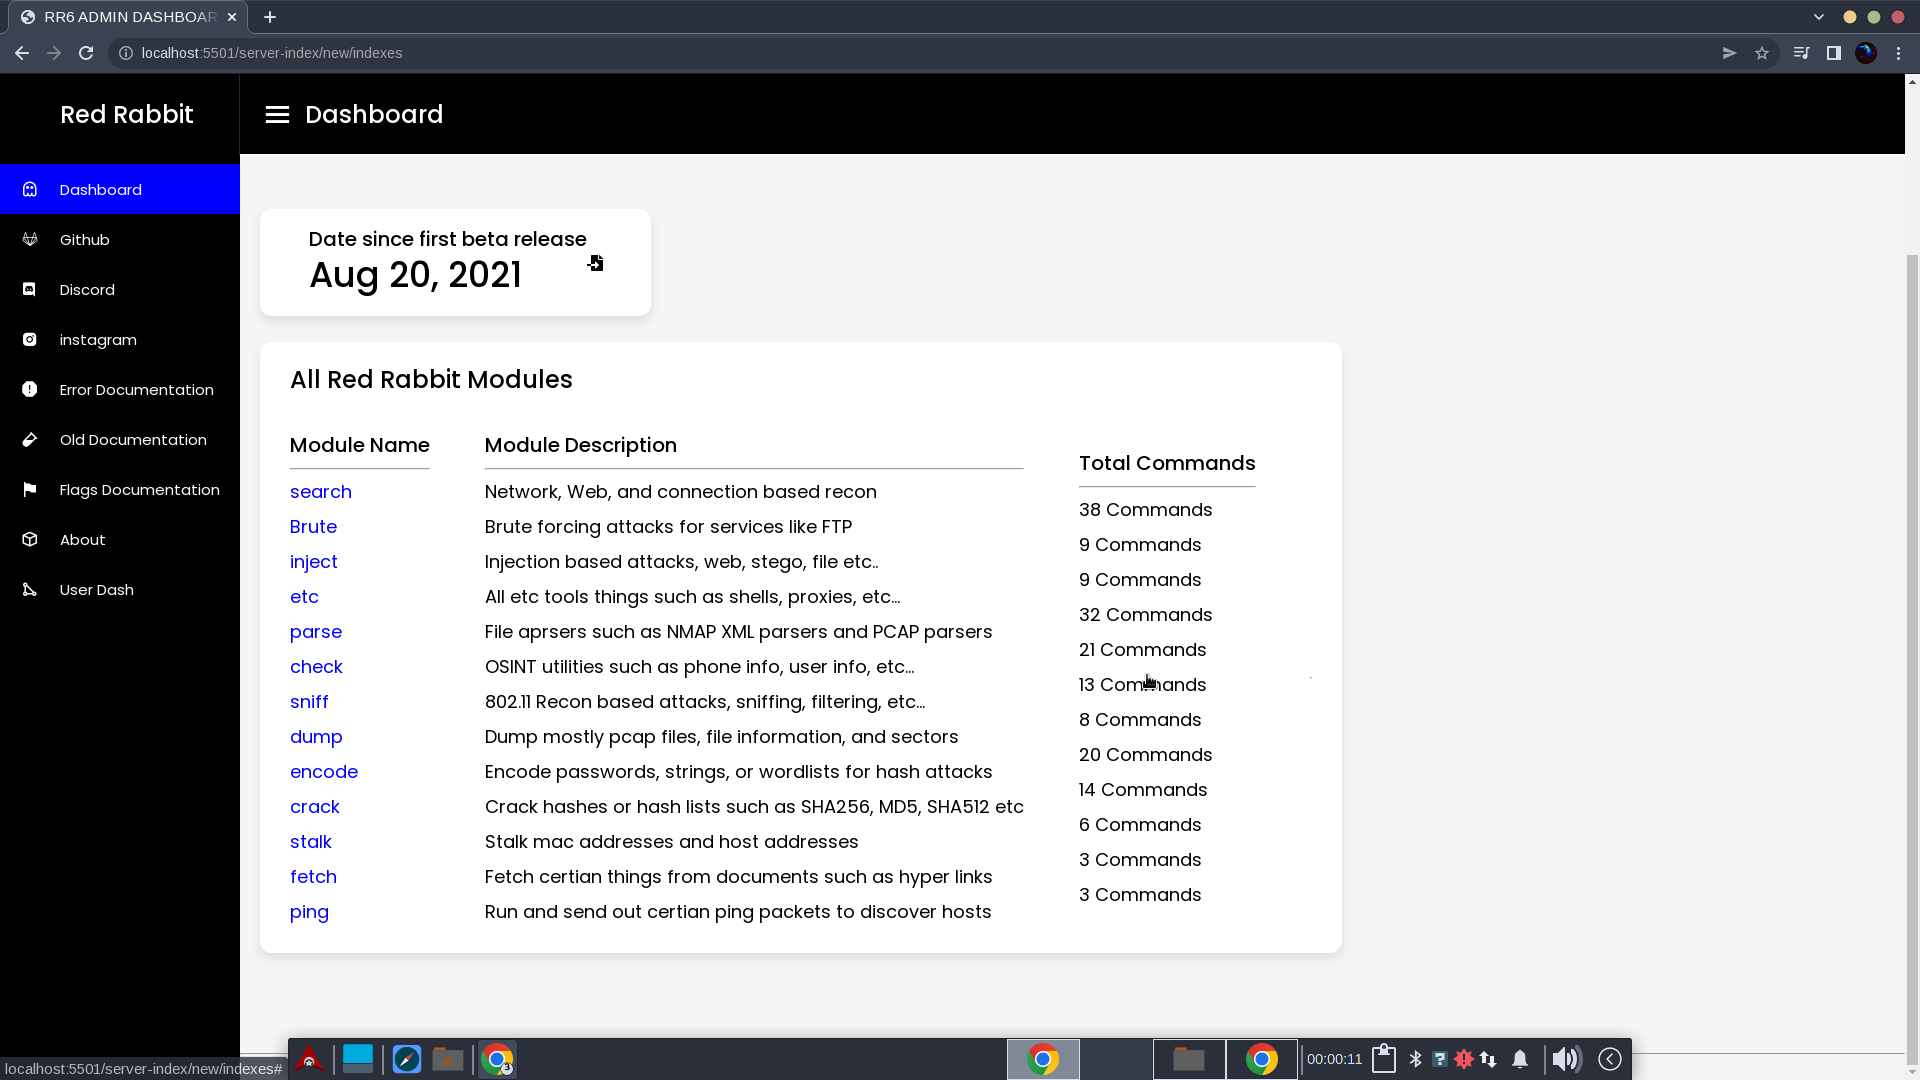 RR6 ADMIN DASHBOAR
localhost:5501/server-index/new/indexes
Red Rabbit
Dashboard
Dashboard
Github
Discord
instagram
Error Documentation
Old Documentation
Flags Documentation
About
User Dash
Date since first beta release
Aug 20, 2021
All Red Rabbit Modules
Module Name
Module Description
Total Commands
search
Network, Web, and connection based recon
38 Commands
Brute
Brute forcing attacks for services like FTP
9 Commands
inject
Injection based attacks, web, stego, file etc..
9 Commands
etc
All etc tools things such as shells, proxies, etc...
32 Commands
parse
File aprsers such as NMAP XML parsers and PCAP parsers
21 Commands
check
OSINT utilities such as phone info, user info, etc...
13 Commands
sniff
802.11 Recon based attacks, sniffing, filtering, etc...
8 Commands
dump
Dump mostly pcap files, file information, and sectors
20 Commands
encode
Encode passwords, strings, or wordlists for hash attacks
14 Commands
crack
Crack hashes or hash lists such as SHA256, MD5, SHA512 etc
6 Commands
stalk
Stalk mac addresses and host addresses
3 Commands
fetch
Fetch certian things from documents such as hyper links
3 Commands
ping
Run and send out certian ping packets to discover hosts
localhost:5501/server-index/new/indexes#
3
00:00:11